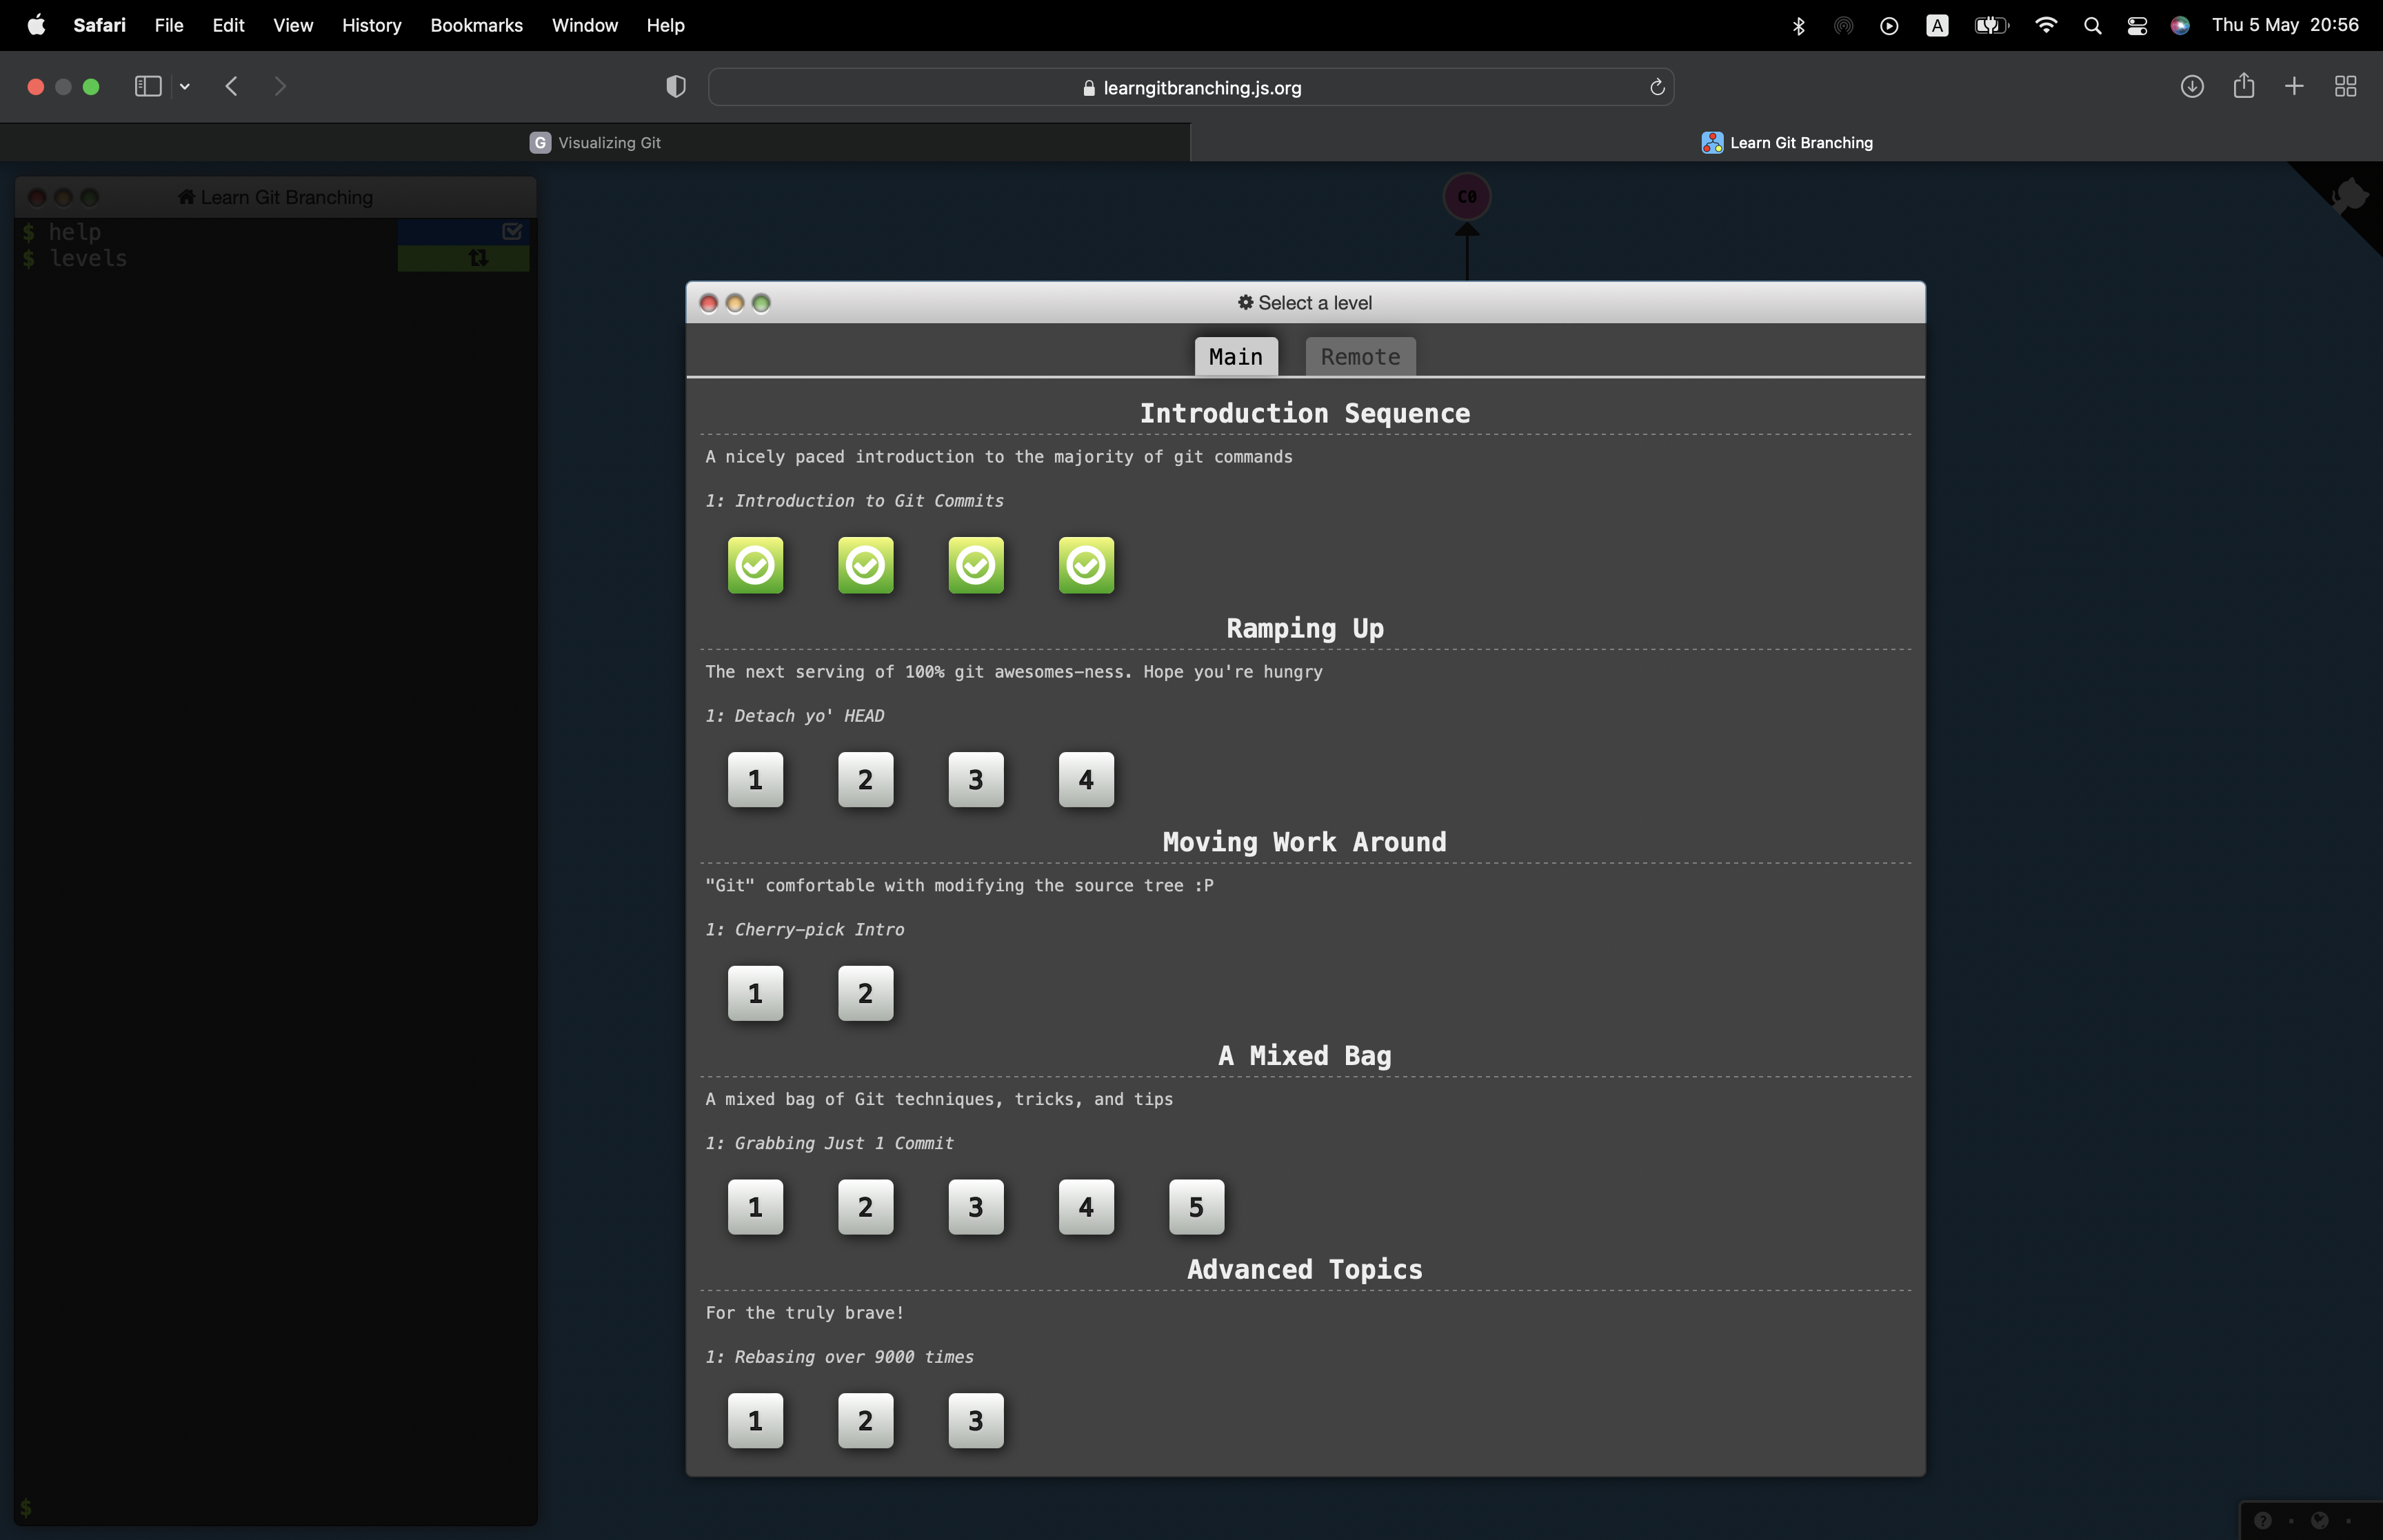 Safari File Edit View History Bookmarks Window Help A Thu 5 May 20:56
learngitbranching.js.org
G Visualizing Git
Learn Git Branching
Learn Git Branching
$ help
$ levels
$
C0
Select a level
Main Remote
Introduction Sequence
A nicely paced introduction to the majority of git commands
1: Introduction to Git Commits
Ramping Up
The next serving of 100% git awesomes-ness. Hope you're hungry
1: Detach yo' HEAD
1 2 3 4
Moving Work Around
"Git" comfortable with modifying the source tree :P
1: Cherry-pick Intro
1 2
A Mixed Bag
A mixed bag of Git techniques, tricks, and tips
1: Grabbing Just 1 Commit
1 2 3 4 5
Advanced Topics
For the truly brave!
1: Rebasing over 9000 times
1 2 3